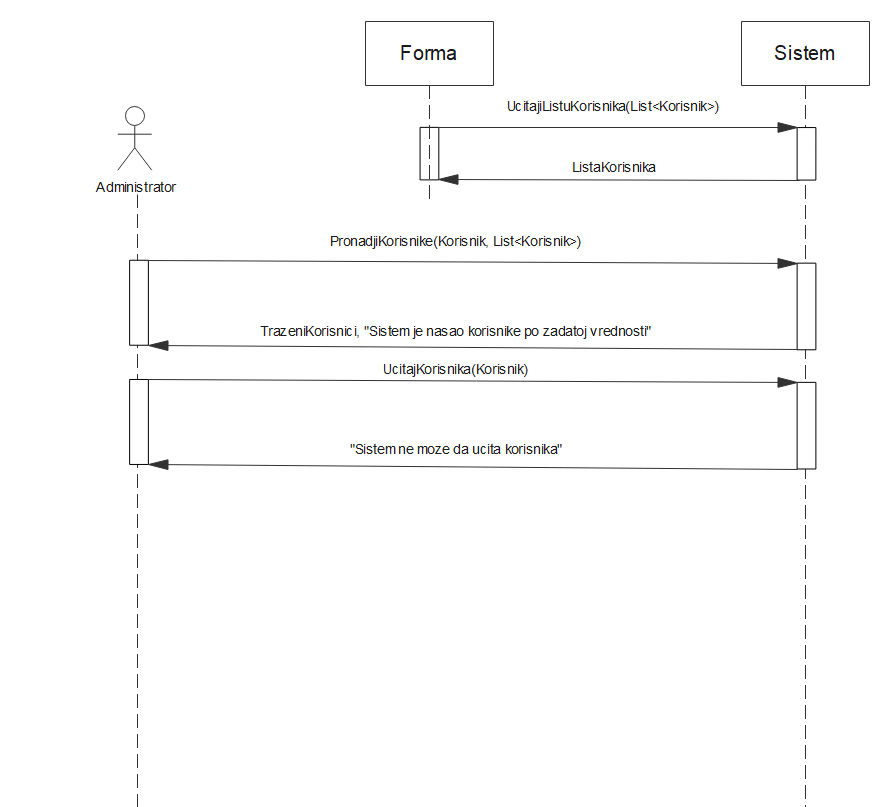 Forma
Sistem
UcitajiListuKorisnika(List<Korisnik>)
ListaKorisnika
Administrator
PronadjiKorisnike(Korisnik, List<Korisnik>)
TrazeniKorisnici, "Sistem je nasao korisnike po zadatoj vrednosti"
UcitajKorisnika(Korisnik)
"Sistem ne moze da ucita korisnika"